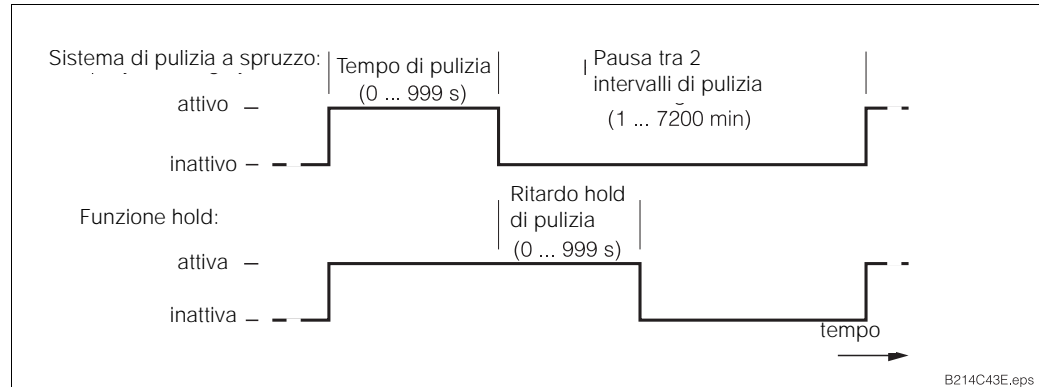 Sistema di pulizia a spruzzo:
Tempo di pulizia
(0 ... 999 s)
Pausa tra 2
intervalli di pulizia
(1 ... 7200 min)
attivo
inattivo
Funzione hold:
Ritardo hold
di pulizia
(0 ... 999 s)
attiva
inattiva
tempo
B214C43E.eps